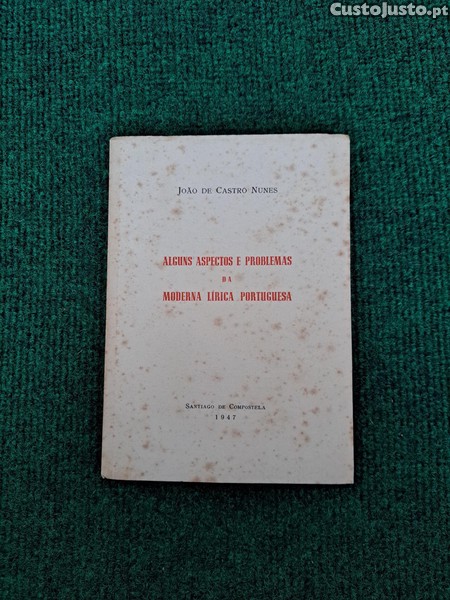 CustoJusto.pt
João de Castro Nunes
ALGUNS ASPECTOS E PROBLEMAS
DA
MODERNA LÍRICA PORTUGUESA
Santiago de Compostela
1947